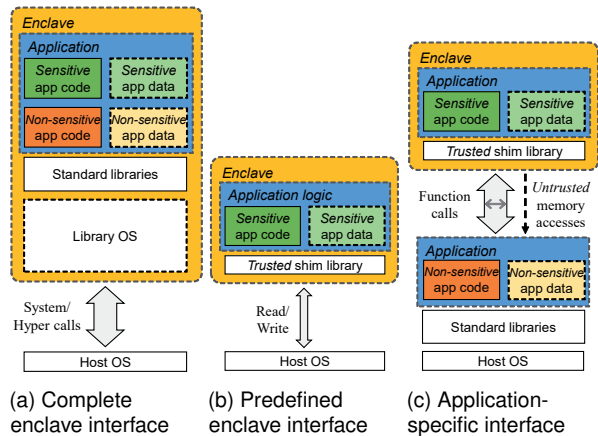 Enclave
Application
Sensitive
app code
Sensitive
app data
Non-sensitive
app code
Non-sensitive
app data
Standard libraries
Library OS
System/
Hyper calls
Host OS
(a) Complete
enclave interface
Enclave
Application logic
Sensitive
app code
Sensitive
app data
Trusted shim library
Read/
Write
Host OS
(b) Predefined
enclave interface
Enclave
Application
Sensitive
app code
Sensitive
app data
Trusted shim library
Function
calls
Untrusted
memory
accesses
Application
Non-sensitive
app code
Non-sensitive
app data
Standard libraries
Host OS
(c) Application-
specific interface